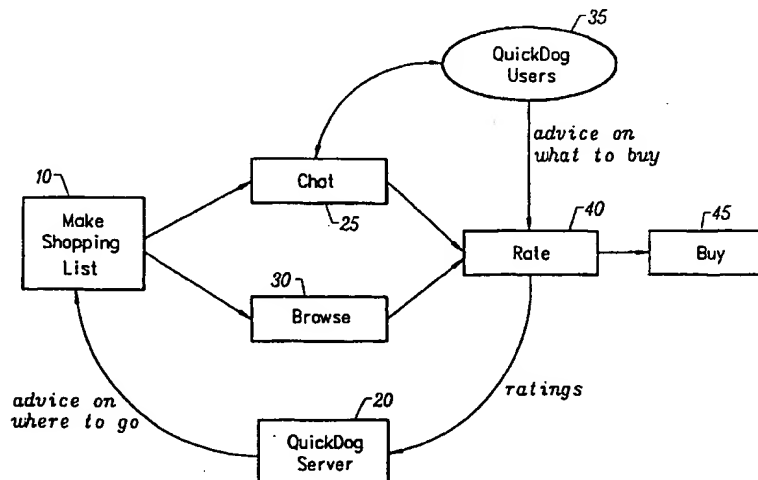 35
QuickDog
Users
advice on
what to buy
10
Make
Shopping
List
Chat
25
40
Rate
45
Buy
30
Browse
advice on
where to go
ratings
20
QuickDog
Server